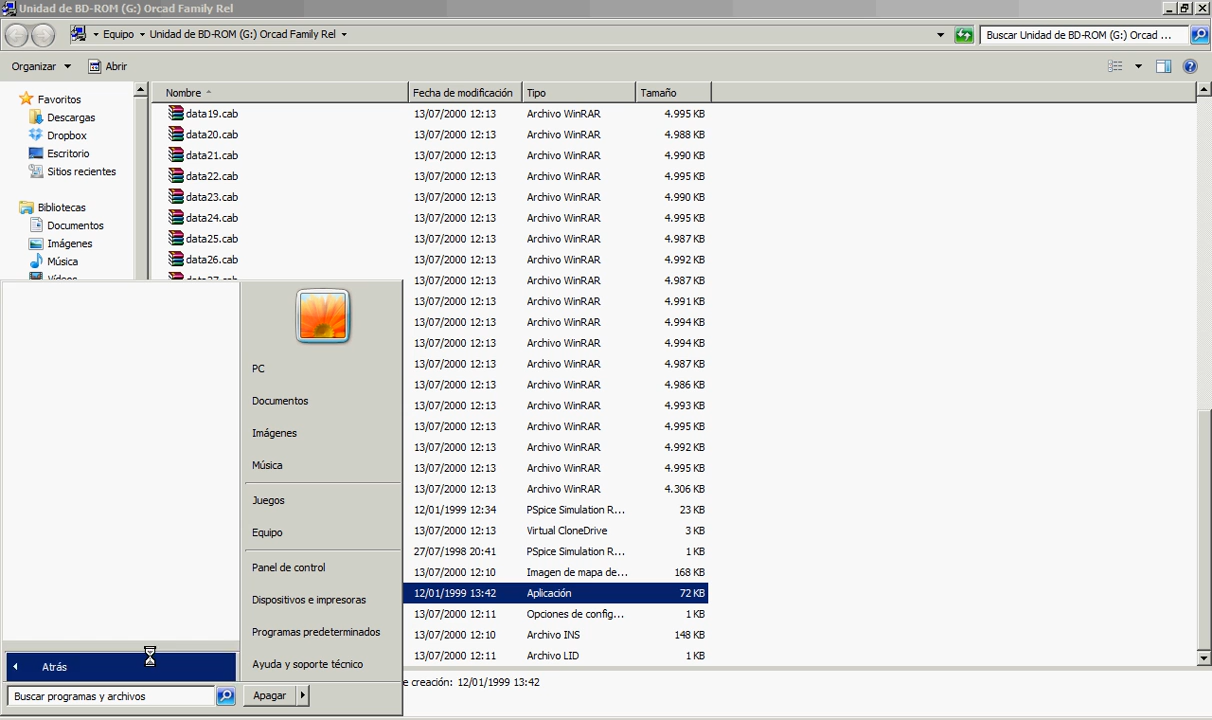 Unidad de BD-ROM (G:) Orcad Family Rel
Equipo Unidad de BD-ROM (G:) Orcad Family Rel
Buscar Unidad de BD-ROM (G:) Orcad ...
Organizar Abrir
Nombre Fecha de modificación Tipo Tamaño
Favoritos
Descargas
Dropbox
Escritorio
Sitios recientes
Bibliotecas
Documentos
Imágenes
Música
Vídeos
data19.cab 13/07/2000 12:13 Archivo WinRAR 4.995 KB
data20.cab 13/07/2000 12:13 Archivo WinRAR 4.988 KB
data21.cab 13/07/2000 12:13 Archivo WinRAR 4.990 KB
data22.cab 13/07/2000 12:13 Archivo WinRAR 4.995 KB
data23.cab 13/07/2000 12:13 Archivo WinRAR 4.990 KB
data24.cab 13/07/2000 12:13 Archivo WinRAR 4.995 KB
data25.cab 13/07/2000 12:13 Archivo WinRAR 4.987 KB
data26.cab 13/07/2000 12:13 Archivo WinRAR 4.992 KB
data27.cab 13/07/2000 12:13 Archivo WinRAR 4.987 KB
13/07/2000 12:13 Archivo WinRAR 4.991 KB
13/07/2000 12:13 Archivo WinRAR 4.994 KB
13/07/2000 12:13 Archivo WinRAR 4.994 KB
13/07/2000 12:13 Archivo WinRAR 4.987 KB
13/07/2000 12:13 Archivo WinRAR 4.986 KB
13/07/2000 12:13 Archivo WinRAR 4.993 KB
13/07/2000 12:13 Archivo WinRAR 4.995 KB
13/07/2000 12:13 Archivo WinRAR 4.992 KB
13/07/2000 12:13 Archivo WinRAR 4.995 KB
13/07/2000 12:13 Archivo WinRAR 4.306 KB
12/01/1999 12:34 PSpice Simulation R... 23 KB
13/07/2000 12:13 Virtual CloneDrive 3 KB
27/07/1998 20:41 PSpice Simulation R... 1 KB
13/07/2000 12:10 Imagen de mapa de... 168 KB
12/01/1999 13:42 Aplicación 72 KB
13/07/2000 12:11 Opciones de config... 1 KB
13/07/2000 12:10 Archivo INS 148 KB
13/07/2000 12:11 Archivo LID 1 KB
e creación: 12/01/1999 13:42
PC
Documentos
Imágenes
Música
Juegos
Equipo
Panel de control
Dispositivos e impresoras
Programas predeterminados
Ayuda y soporte técnico
Atrás
Buscar programas y archivos
Apagar